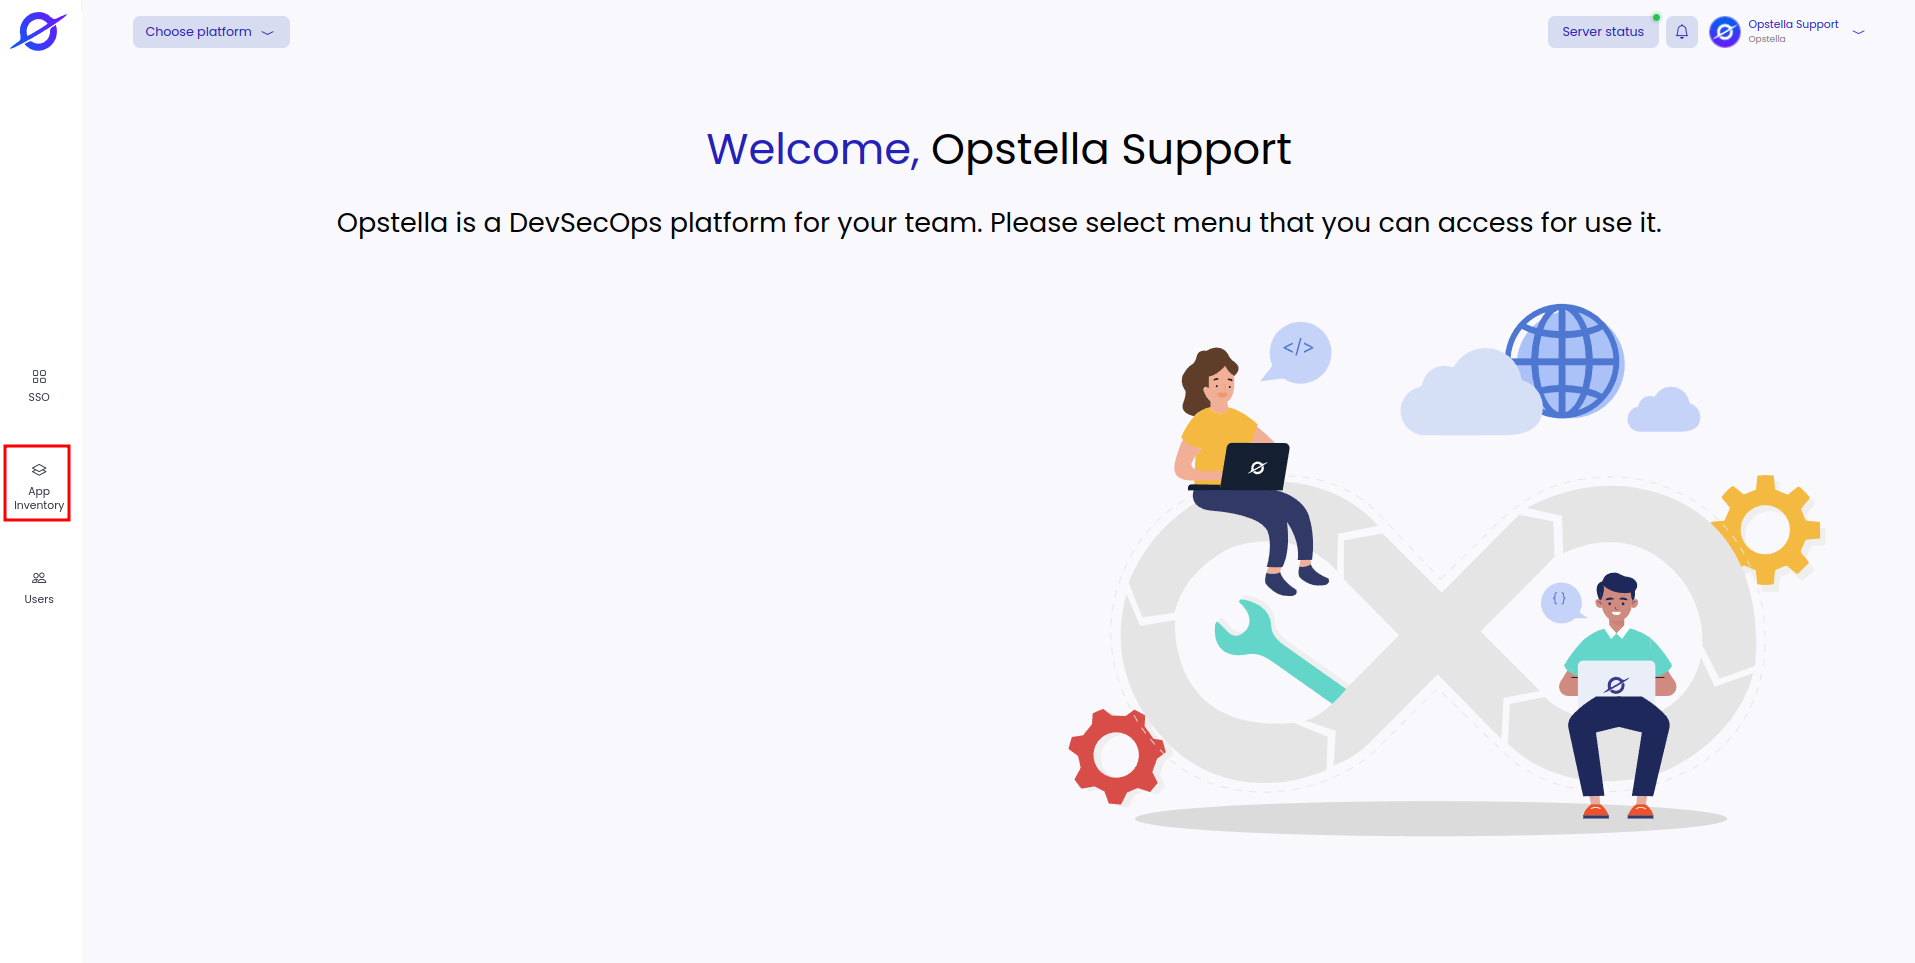 Choose platform
Server status
Opstella Support
Opstella
Welcome, Opstella Support
Opstella is a DevSecOps platform for your team. Please select menu that you can access for use it.
</>
SSO
App
Inventory
{ }
Users